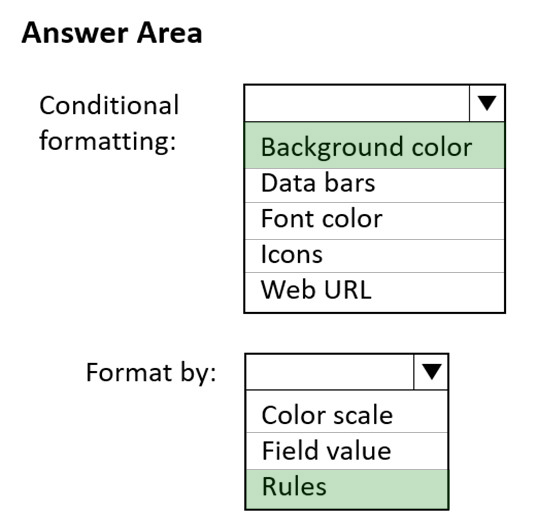 Answer Area
Conditional
formatting:
Background color
Data bars
Font color
Icons
Web URL
Format by:
Color scale
Field value
Rules